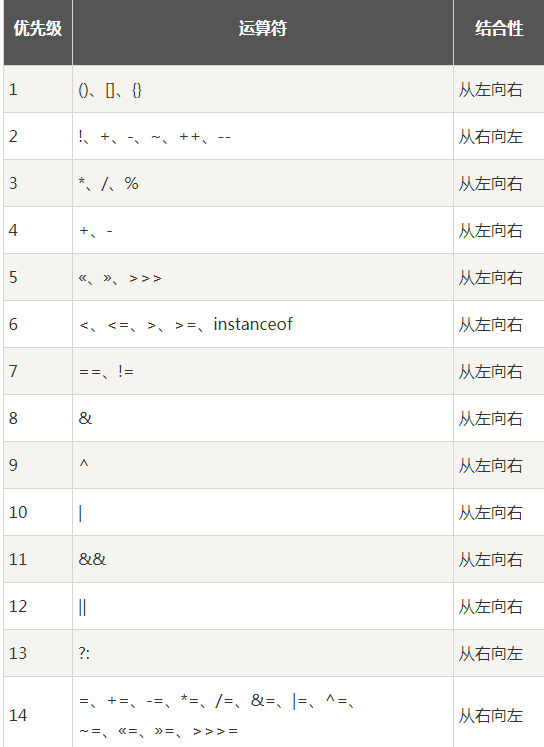 优先级 运算符 结合性
1 ()、[]、{} 从左向右
2 !、+、-、~、++、-- 从右向左
3 *、/、% 从左向右
4 +、- 从左向右
5 «、»、>>> 从左向右
6 <、<=、>、>=、instanceof 从左向右
7 ==、!= 从左向右
8 & 从左向右
9 ^ 从左向右
10 | 从左向右
11 && 从左向右
12 || 从左向右
13 ?: 从右向左
14 =、+=、-=、*=、/=、&=、|=、^=、 从右向左
~=、«=、»=、>>>=